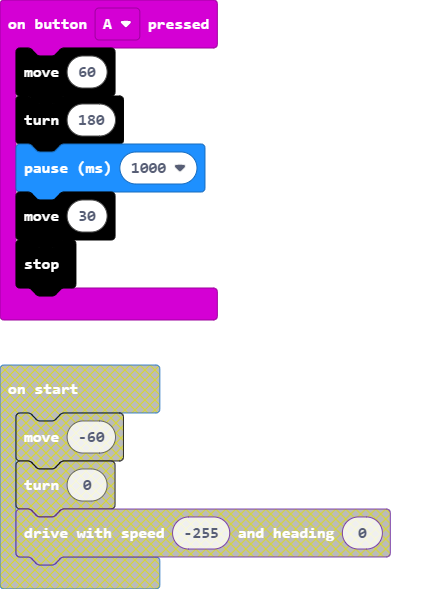 on button A pressed
move 60
turn 180
pause (ms) 1000
move 30
stop
on start
move -60
turn 0
drive with speed -255 and heading 0